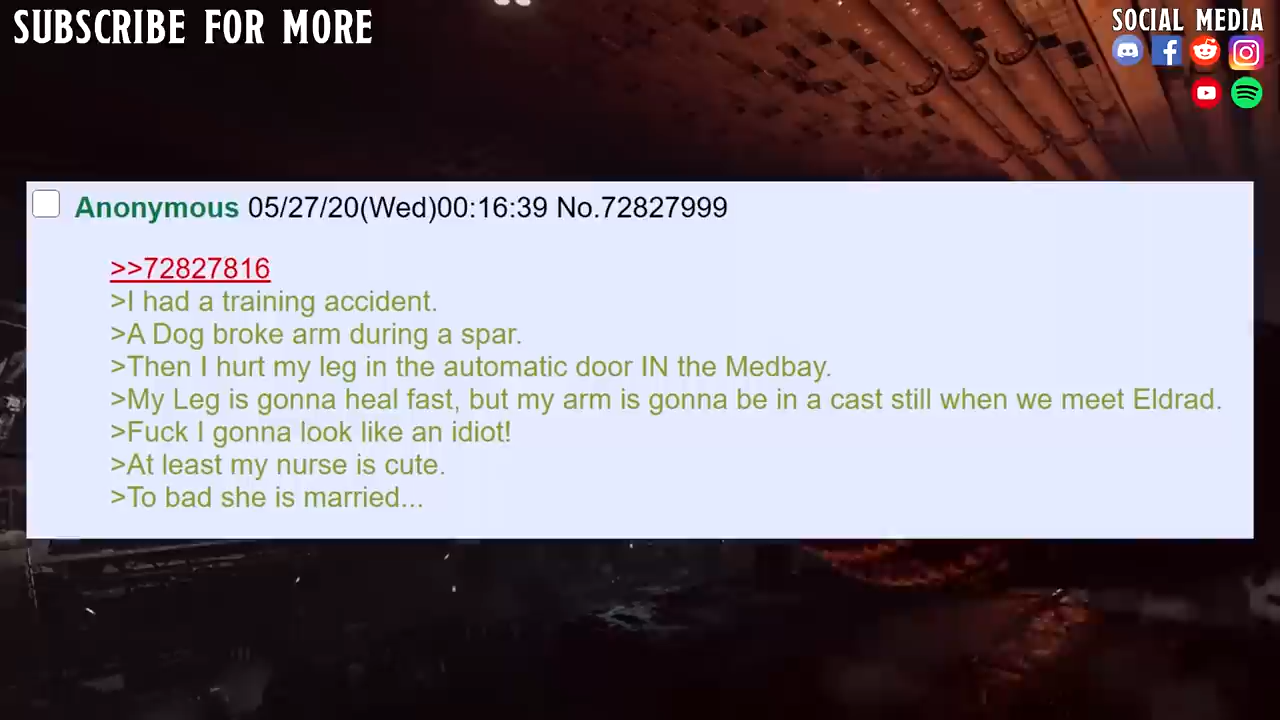 SUBSCRIBE FOR MORE
SOCIAL MEDIA
Anonymous 05/27/20(Wed)00:16:39 No.72827999
>>72827816
>I had a training accident.
>A Dog broke arm during a spar.
>Then I hurt my leg in the automatic door IN the Medbay.
>My Leg is gonna heal fast, but my arm is gonna be in a cast still when we meet Eldrad.
>Fuck I gonna look like an idiot!
>At least my nurse is cute.
>To bad she is married...